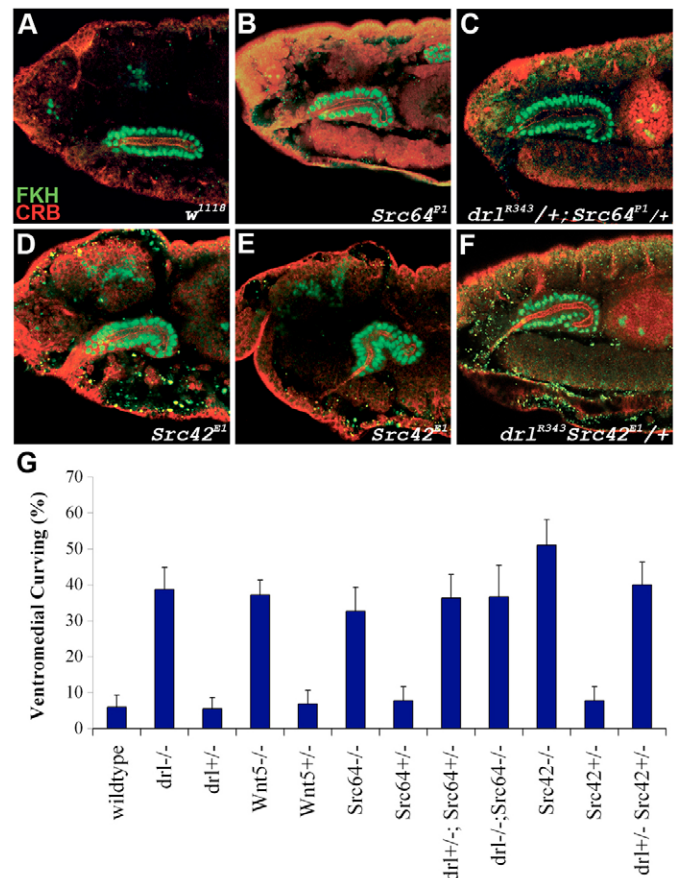 A
B
C
FKH
CRB
w1118
Src64P1
drlR343/+;Src64P1/+
D
E
F
Src42E1
Src42E1
drlR343Src42E1/+
G
70
60
50
40
30
20
10
0
Ventromedial Curving (%)
wildtype
drl-/-
drl+/-
Wnt5-/-
Wnt5+/-
Src64-/-
Src64+/-
drl+/-; Src64+/-
drl-/-;Src64-/-
Src42-/-
Src42+/-
drl+/- Src42+/-